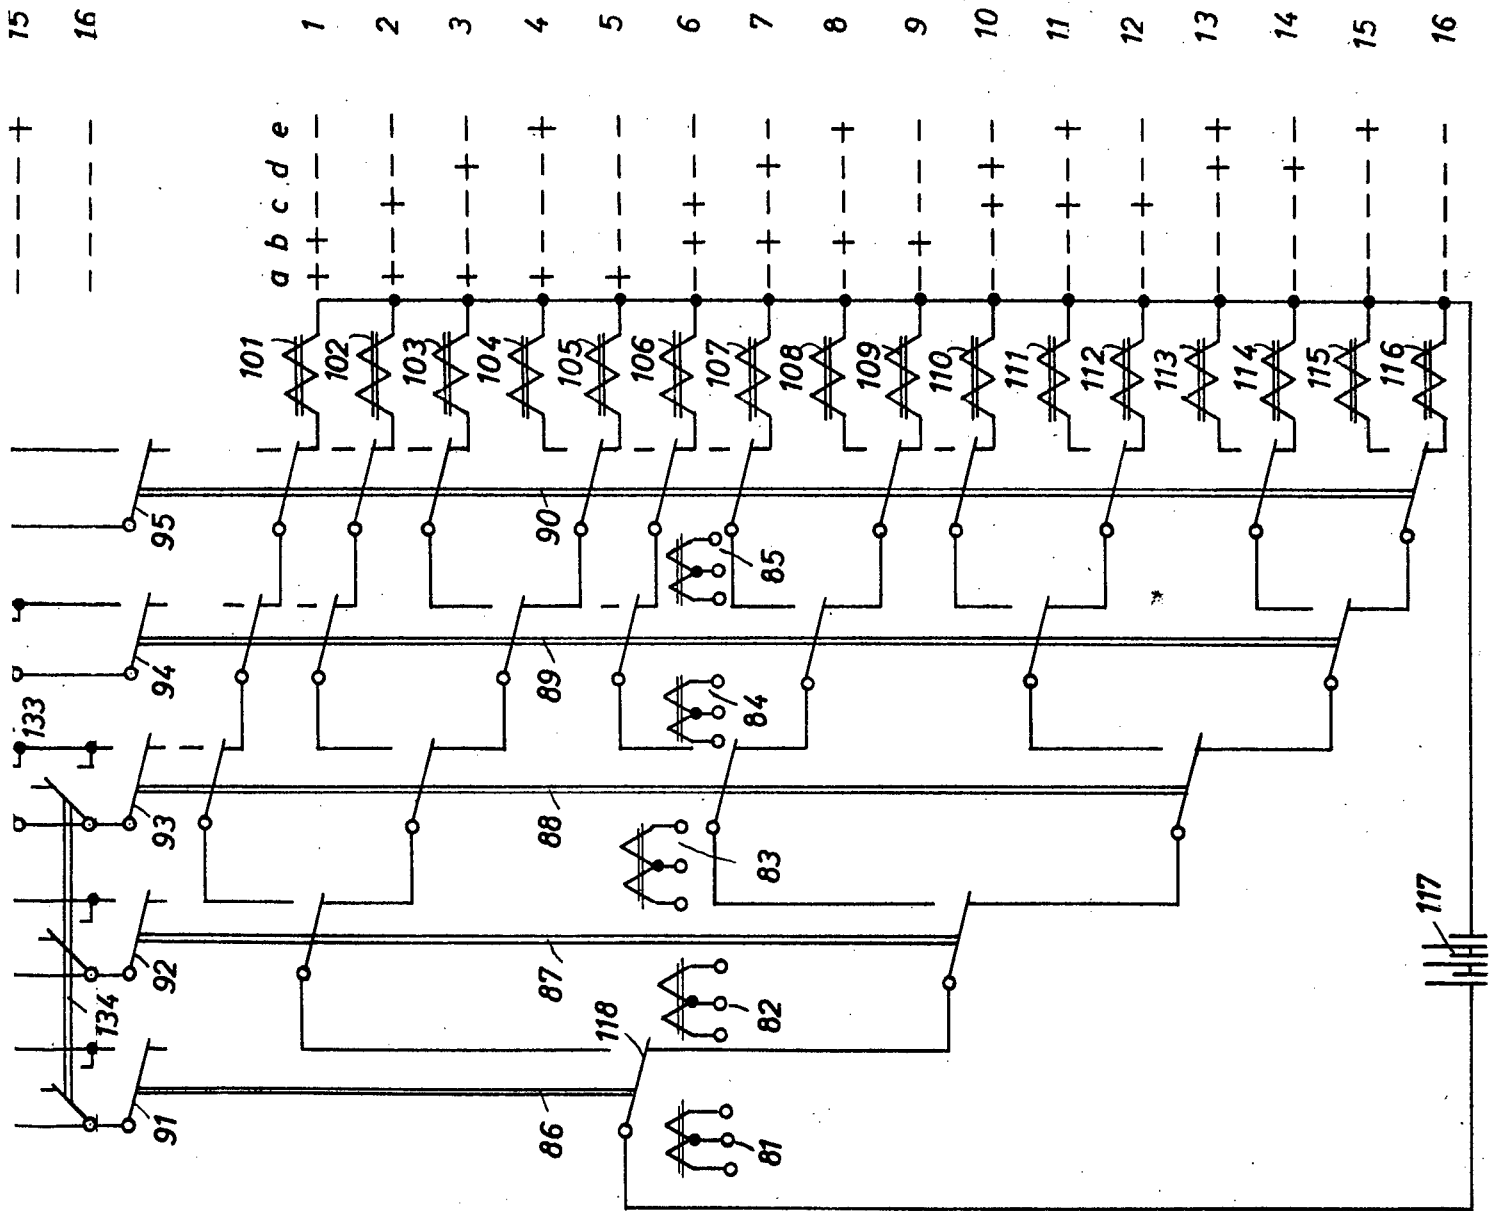 133 — — — — + 15
134 — — — — — 16
91 92 93 94 95
a b c d e
101 + + — — — 1
102 + — + — — 2
103 + — — + — 3
104 + — — — + 4
86 87 88 89 90 105 + — — — — 5
118 106 — + + — — 6
81 82 83 84 85 107 — + — + — 7
108 — + — — + 8
109 — + — — — 9
110 — — + + — 10
111 — — + — + 11
112 — — + — — 12
113 — — — + + 13
114 — — — + — 14
115 — — — — + 15
117 116 — — — — — 16